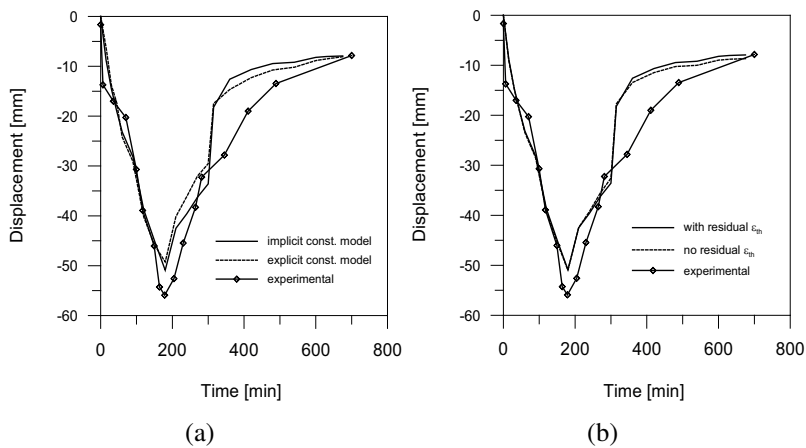 0
-10
-20
-30
-40
-50
-60
Displacement [mm]
implicit const. model
explicit const. model
experimental
0 200 400 600 800
Time [min]
(a)
0
-10
-20
-30
-40
-50
-60
Displacement [mm]
with residual εth
no residual εth
experimental
0 200 400 600 800
Time [min]
(b)